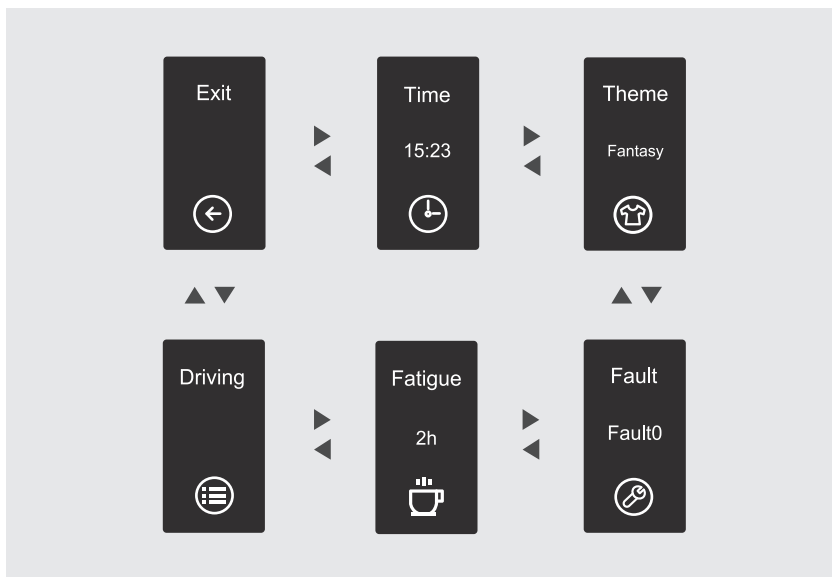 Exit
Time
15:23
Theme
Fantasy
Driving
Fatigue
2h
Fault
Fault0